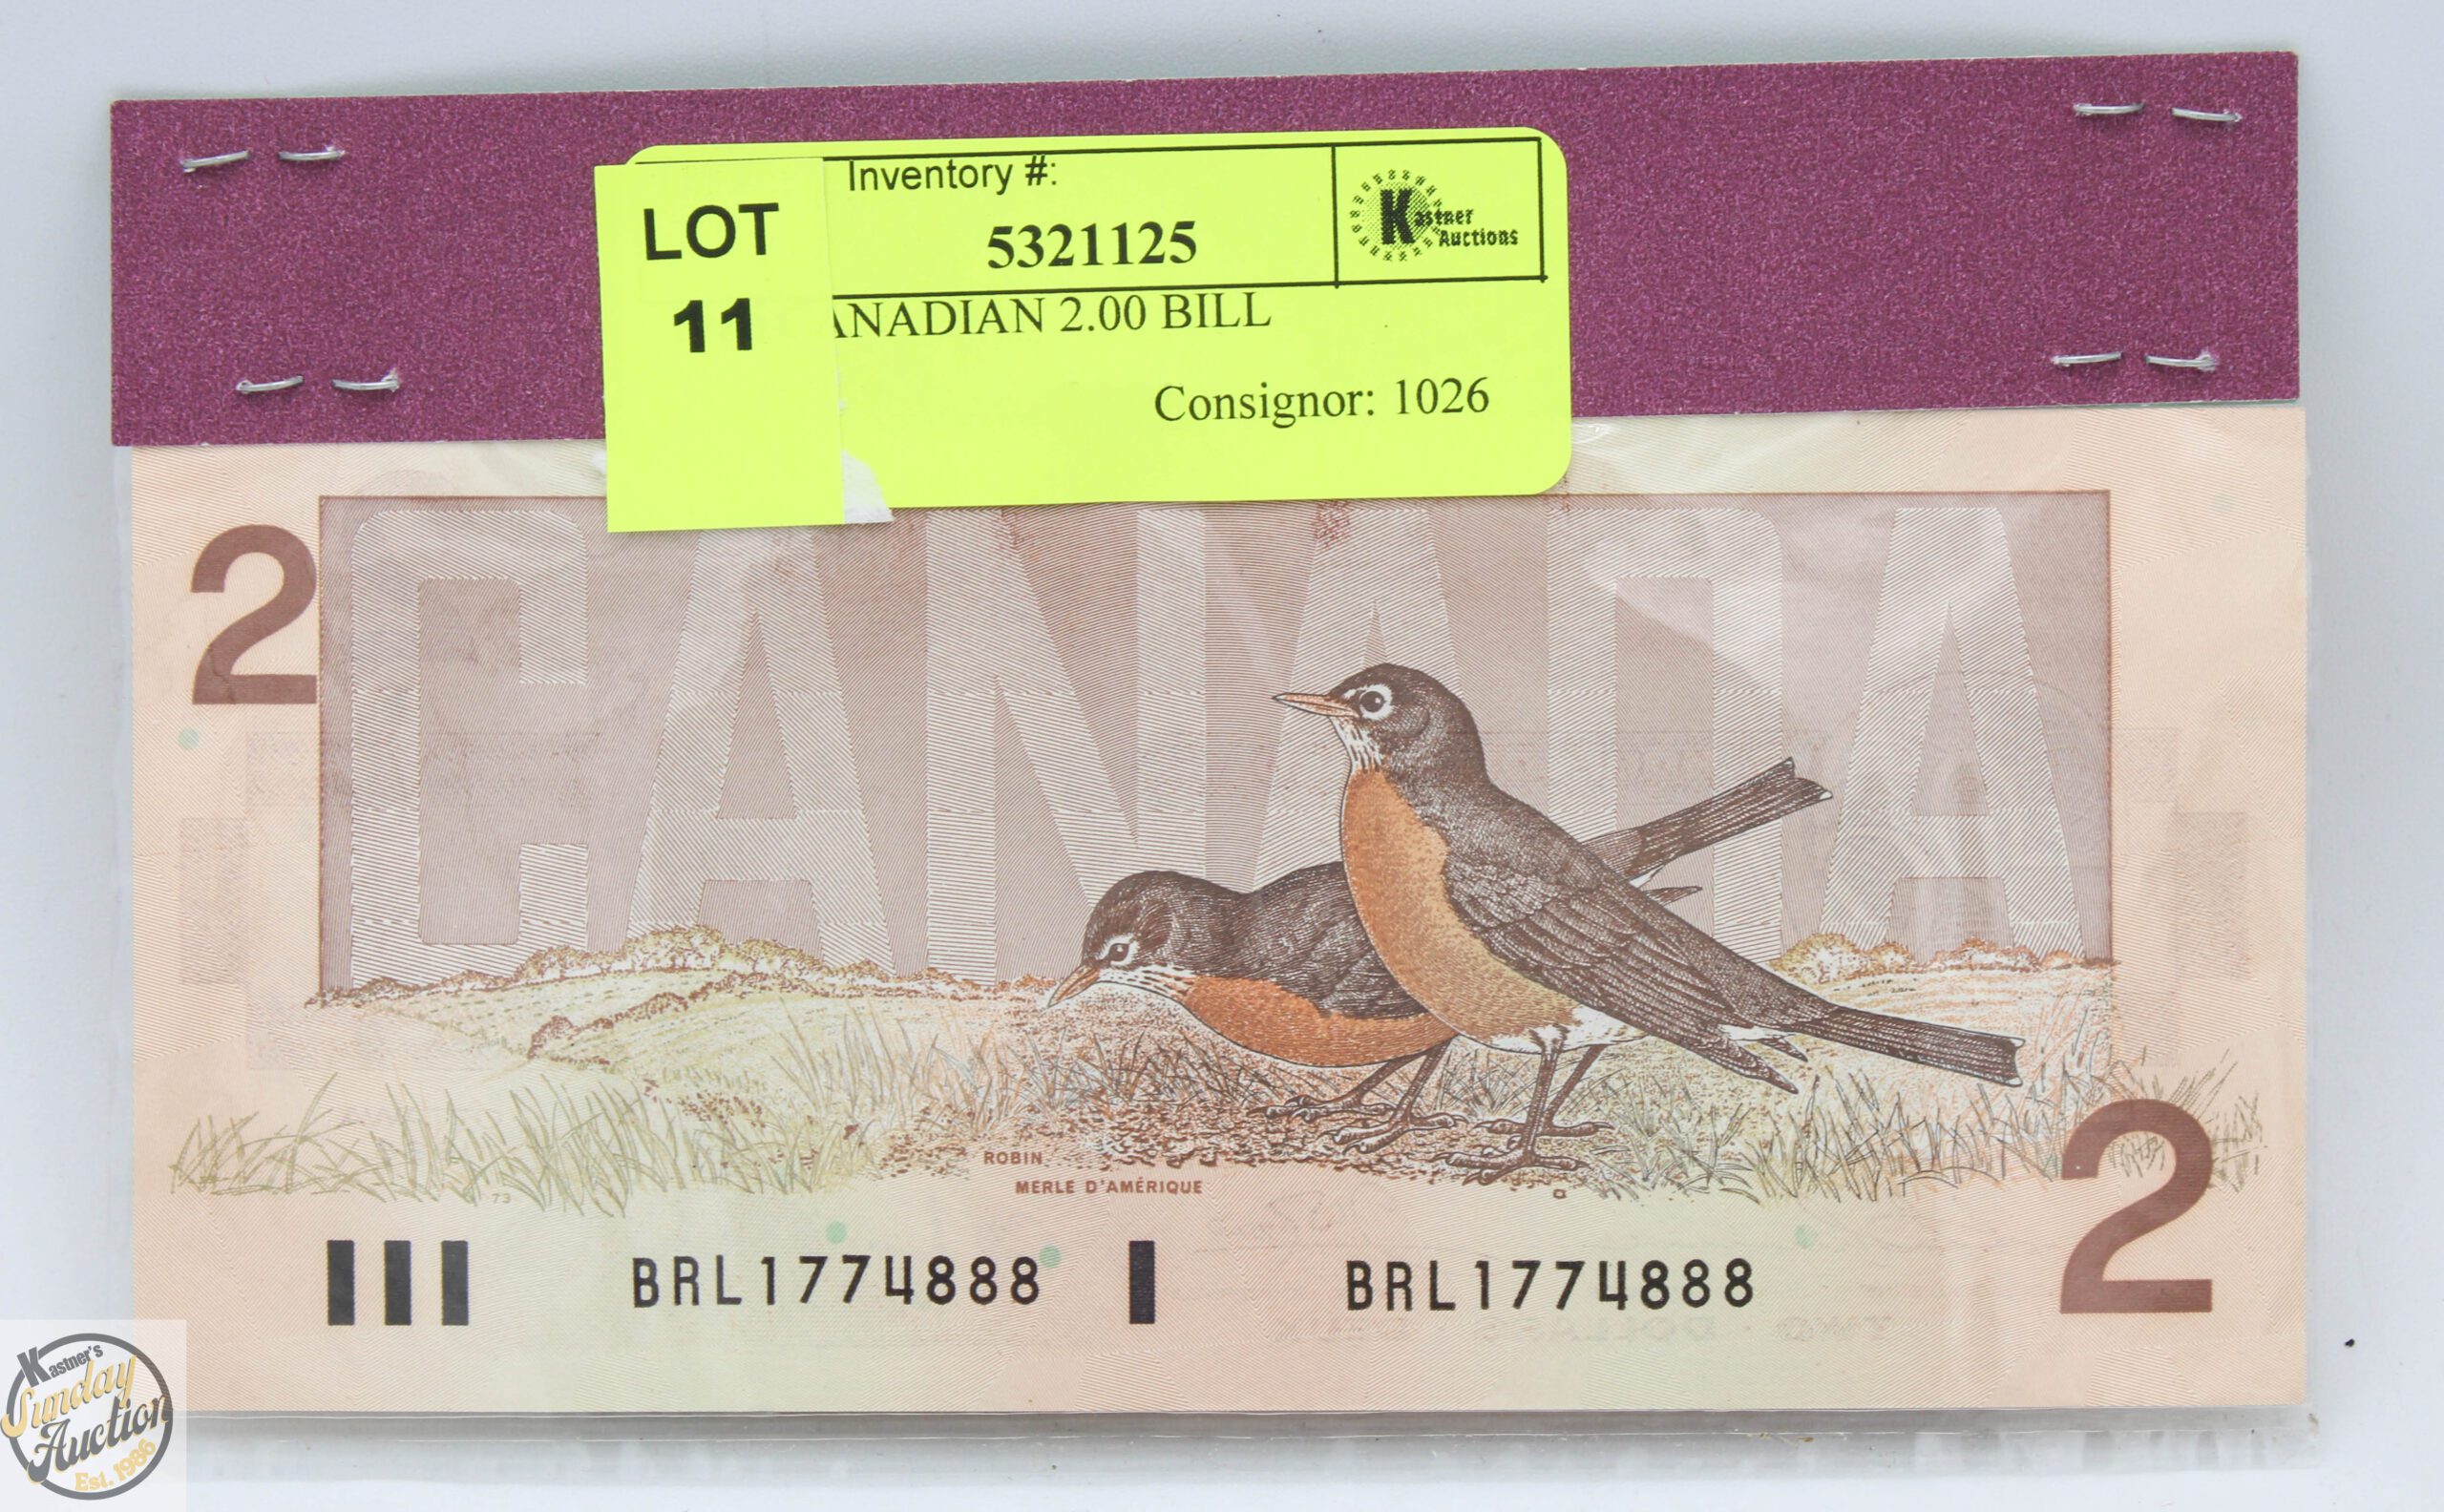 Inventory #:
LOT
11
5321125
Kastner
Auctions
ANADIAN 2.00 BILL
Consignor: 1026
2
CANADA
ROBIN
MERLE D'AMÉRIQUE
73
BRL1774888
BRL1774888
2
Kastner's
Sunday
Auction
Est. 1986